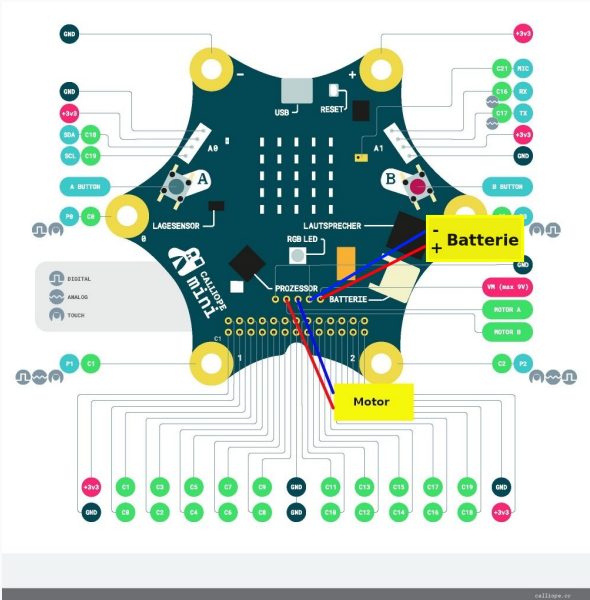 GND
+3v3
-
+
C21 MIC
GND
C16 RX
USB
RESET
+3v3
C17 TX
SDA C18
A0
A1
+3v3
SCL C19
GND
A BUTTON
A
B
B BUTTON
P0 C0
LAGESENSOR
LAUTSPRECHER
0
RGB LED
- Batterie
+
CALLIOPE
mini
GND
DIGITAL
PROZESSOR
VM (max 9V)
ANALOG
BATTERIE
MOTOR A
TOUCH
MOTOR B
C1
1
2
P1 C1
C2 P2
Motor
+3v3 C1 C3 C5 C7 C9 GND C11 C13 C15 C17 C19 GND
GND C0 C2 C4 C6 C8 GND C10 C12 C14 C16 C18 +3v3
calliope.cc